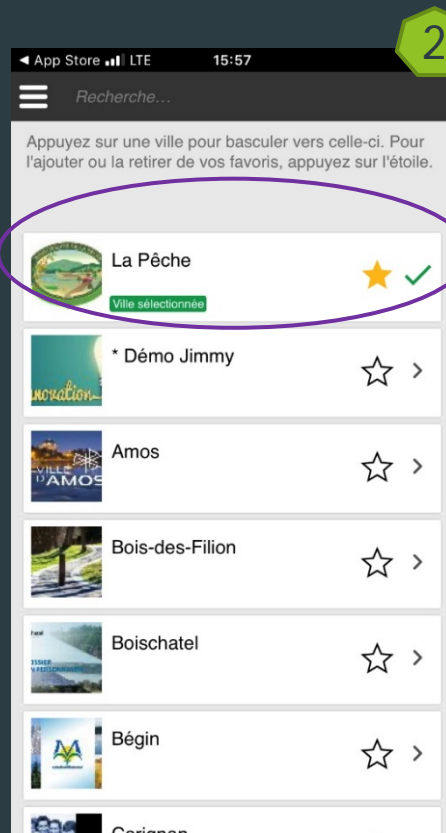 2
◀ App Store LTE 15:57
Recherche...
Appuyez sur une ville pour basculer vers celle-ci. Pour
l'ajouter ou la retirer de vos favoris, appuyez sur l'étoile.
La Pêche
Ville sélectionnée
* Démo Jimmy
Amos
VILLE
D'AMOS
Bois-des-Filion
Boischatel
Bégin
Carignan